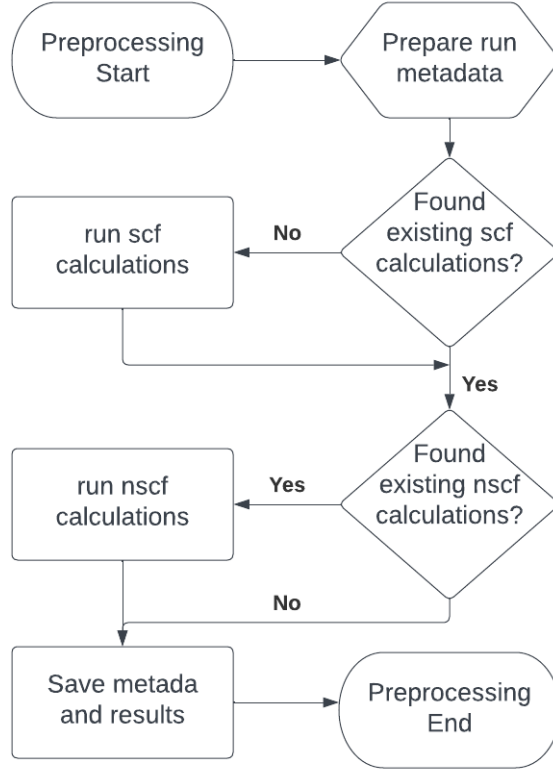 Preprocessing
Start
Prepare run
metadata
Found
existing scf
calculations?
No
run scf
calculations
Yes
Found
existing nscf
calculations?
Yes
run nscf
calculations
No
Save metada
and results
Preprocessing
End